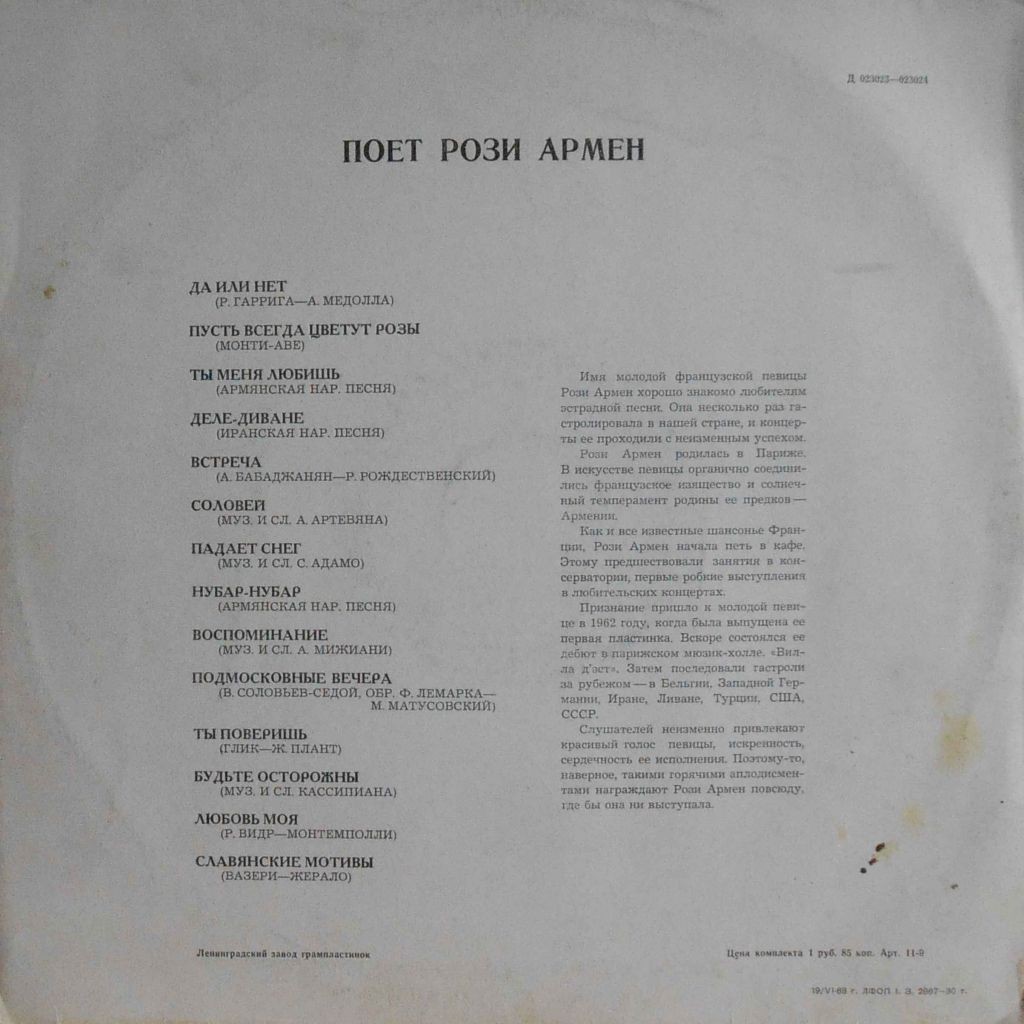 Д 023023—023024
ПОЕТ РОЗИ АРМЕН
ДА ИЛИ НЕТ
(Р. ГАРРИГА—А. МЕДОЛЛА)
ПУСТЬ ВСЕГДА ЦВЕТУТ РОЗЫ
(МОНТИ-АВЕ)
ТЫ МЕНЯ ЛЮБИШЬ
(АРМЯНСКАЯ НАР. ПЕСНЯ)
ДЕЛЕ-ДИВАНЕ
(ИРАНСКАЯ НАР. ПЕСНЯ)
ВСТРЕЧА
(А. БАБАДЖАНЯН—Р. РОЖДЕСТВЕНСКИЙ)
СОЛОВЕЙ
(МУЗ. И СЛ. А. АРТЕВЯНА)
ПАДАЕТ СНЕГ
(МУЗ. И СЛ. С. АДАМО)
НУБАР-НУБАР
(АРМЯНСКАЯ НАР. ПЕСНЯ)
ВОСПОМИНАНИЕ
(МУЗ. И СЛ. А. МИЖИАНИ)
ПОДМОСКОВНЫЕ ВЕЧЕРА
(В. СОЛОВЬЕВ-СЕДОЙ, ОБР. Ф. ЛЕМАРКА—
М. МАТУСОВСКИЙ)
ТЫ ПОВЕРИШЬ
(ГЛИК—Ж. ПЛАНТ)
БУДЬТЕ ОСТОРОЖНЫ
(МУЗ. И СЛ. КАССИПИАНА)
ЛЮБОВЬ МОЯ
(Р. ВИДР—МОНТЕМПОЛЛИ)
СЛАВЯНСКИЕ МОТИВЫ
(ВАЗЕРИ—ЖЕРАЛО)
Имя молодой французской певицы
Рози Армен хорошо знакомо любителям
эстрадной песни. Она несколько раз га-
стролировала в нашей стране, и концер-
ты ее проходили с неизменным успехом.
Рози Армен родилась в Париже.
В искусстве певицы органично соедини-
лись французское изящество и солнеч-
ный темперамент родины ее предков —
Армении.
Как и все известные шансонье Фран-
ции, Рози Армен начала петь в кафе.
Этому предшествовали занятия в кон-
серватории, первые робкие выступления
в любительских концертах.
Признание пришло к молодой певи-
це в 1962 году, когда была выпущена ее
первая пластинка. Вскоре состоялся ее
дебют в парижском мюзик-холле. «Вил-
ла д'эст». Затем последовали гастроли
за рубежом — в Бельгии, Западной Гер-
мании, Иране, Ливане, Турции, США,
СССР.
Слушателей неизменно привлекают
красивый голос певицы, искренность,
сердечность ее исполнения. Поэтому-то,
наверное, такими горячими аплодисмен-
тами награждают Рози Армен повсюду,
где бы она ни выступала.
Ленинградский завод грампластинок
Цена комплекта 1 руб. 85 коп. Арт. 11-9
19/VI-68 г. ЛФОП 1. З. 2967—30 т.